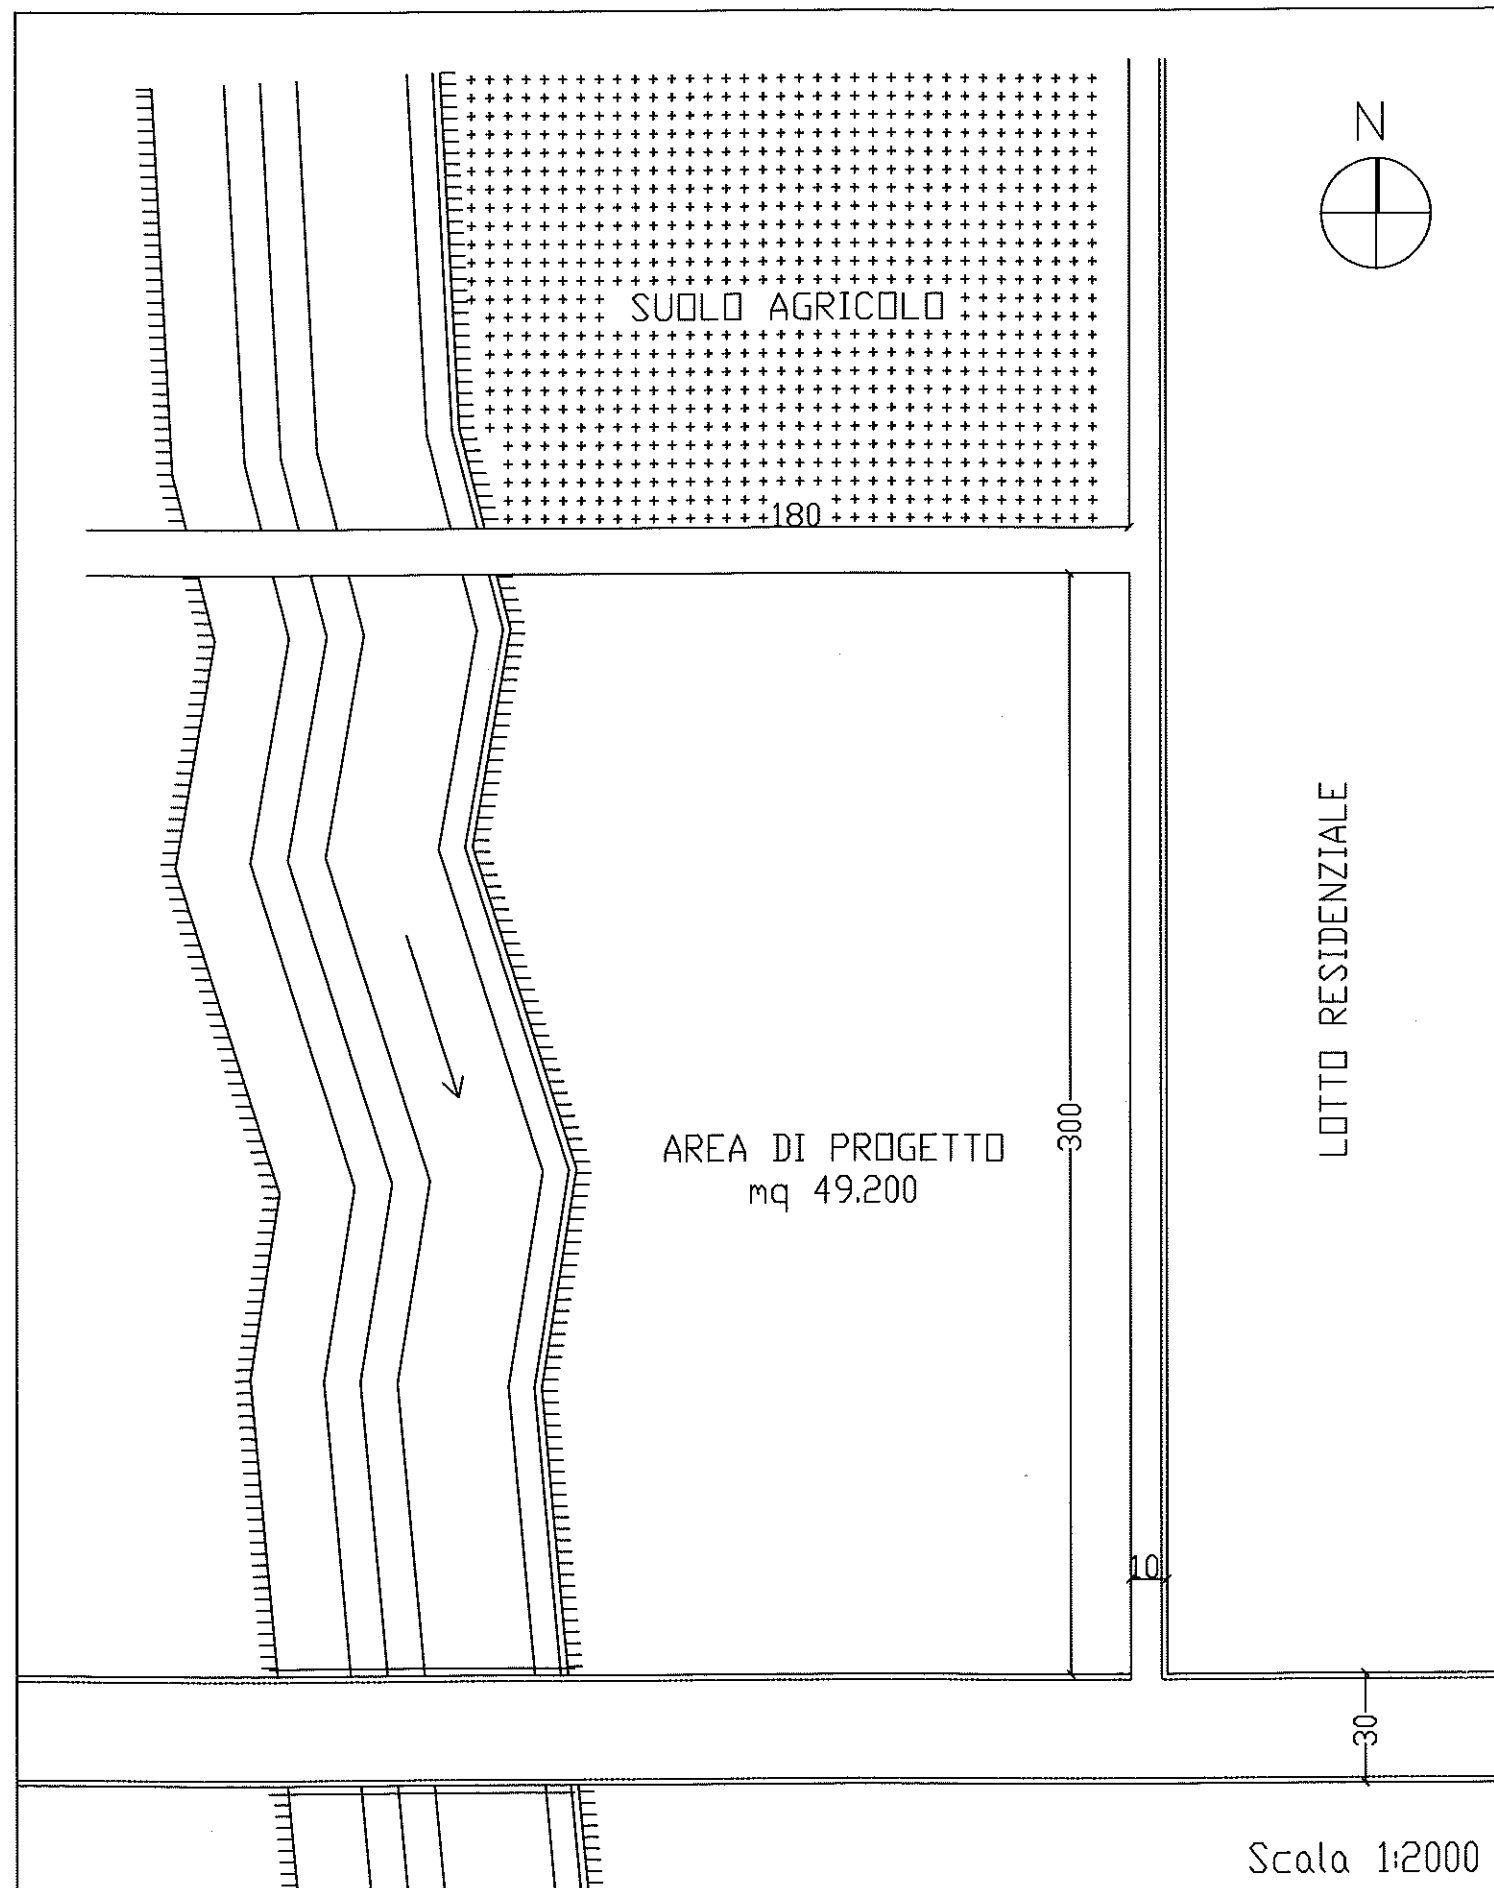 N
SUOLO AGRICOLO
180
LOTTO RESIDENZIALE
300
AREA DI PROGETTO
mq 49.200
10
30
Scala 1:2000